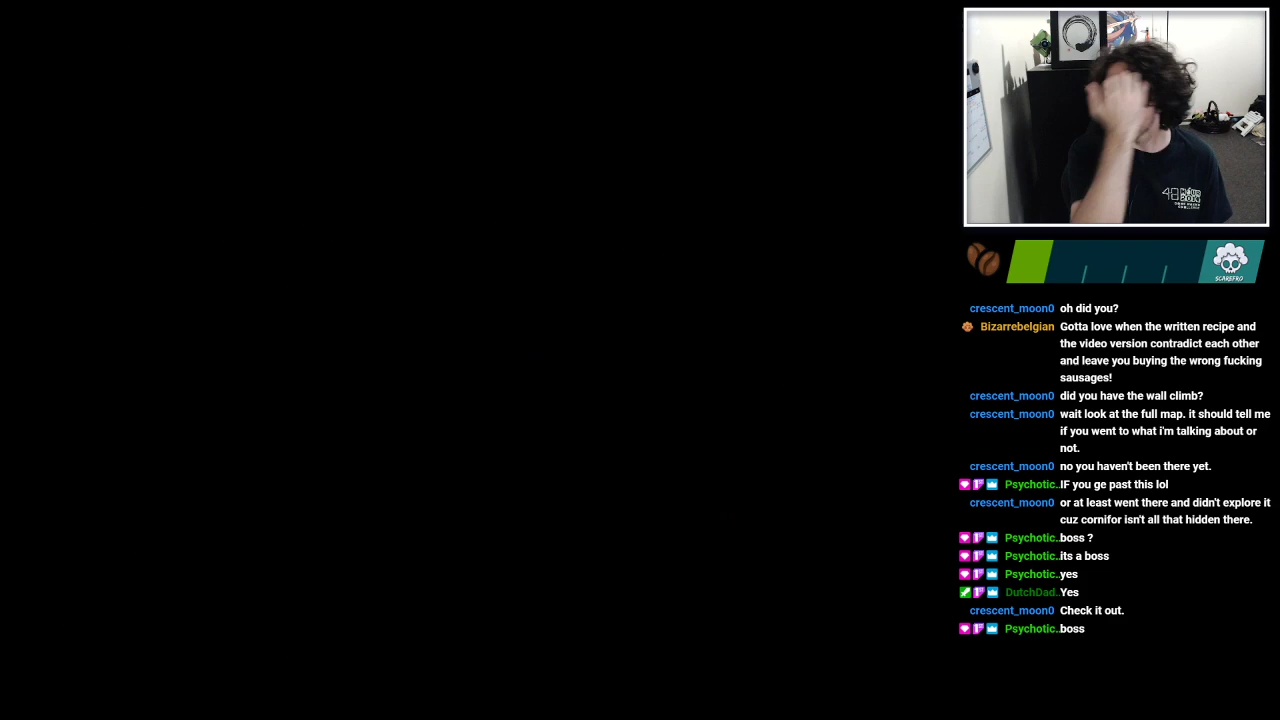 48 HOUR
SCAREFRO
crescent_moon0 oh did you?
Bizarrebelgian Gotta love when the written recipe and
the video version contradict each other
and leave you buying the wrong fucking
sausages!
crescent_moon0 did you have the wall climb?
crescent_moon0 wait look at the full map. it should tell me
if you went to what i'm talking about or
not.
crescent_moon0 no you haven't been there yet.
Psychotic.. IF you ge past this lol
crescent_moon0 or at least went there and didn't explore it
cuz cornifor isn't all that hidden there.
Psychotic.. boss ?
Psychotic.. its a boss
Psychotic.. yes
DutchDad.. Yes
crescent_moon0 Check it out.
Psychotic.. boss